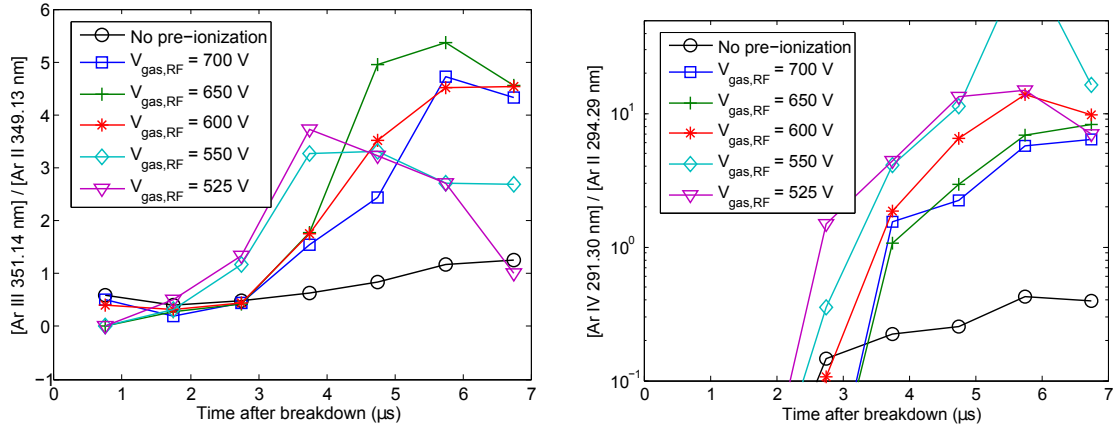 [Ar III 351.14 nm] / [Ar II 349.13 nm]
6
5
4
3
2
1
0
−1
No pre-ionization
V_gas,RF = 700 V
V_gas,RF = 650 V
V_gas,RF = 600 V
V_gas,RF = 550 V
V_gas,RF = 525 V
0 1 2 3 4 5 6 7
Time after breakdown (μs)
[Ar IV 291.30 nm] / [Ar II 294.29 nm]
10^1
10^0
10^−1
No pre-ionization
V_gas,RF = 700 V
V_gas,RF = 650 V
V_gas,RF = 600 V
V_gas,RF = 550 V
V_gas,RF = 525 V
0 1 2 3 4 5 6 7
Time after breakdown (μs)